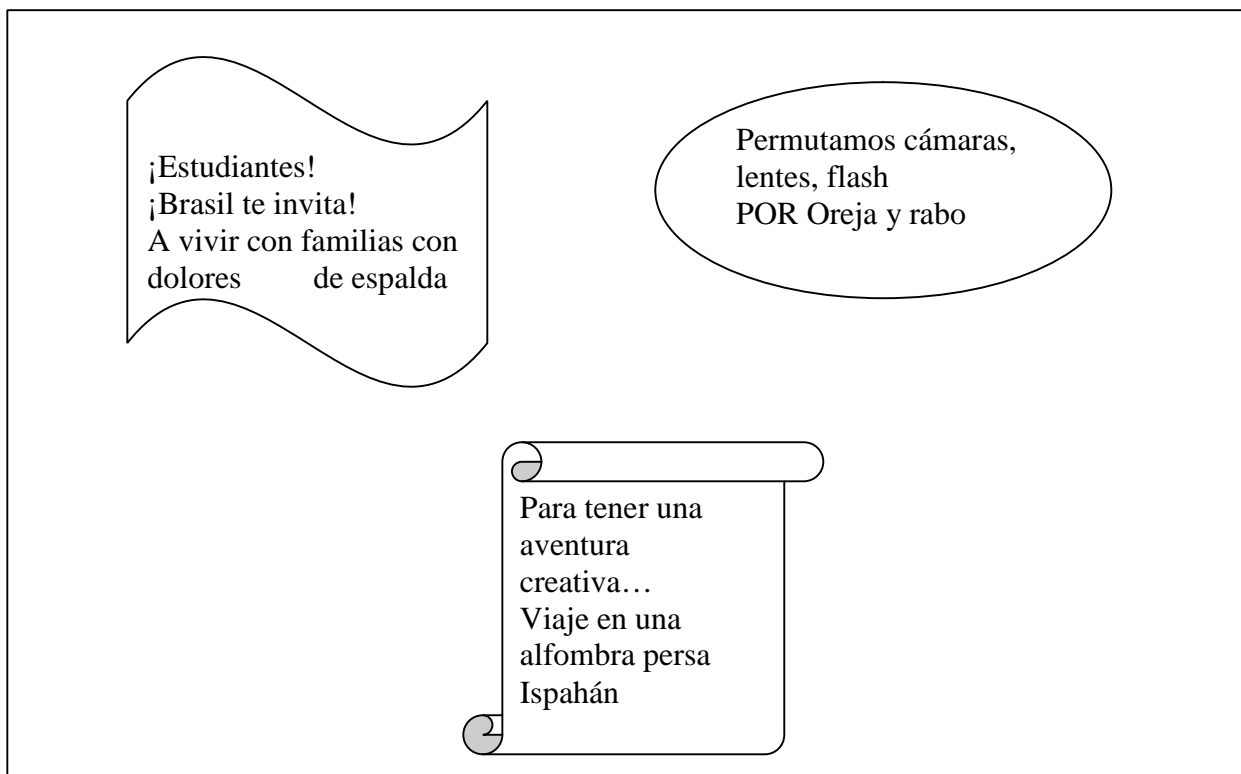 ¡Estudiantes!
¡Brasil te invita!
A vivir con familias con
dolores de espalda
Permutamos cámaras,
lentes, flash
POR Oreja y rabo
Para tener una
aventura
creativa…
Viaje en una
alfombra persa
Ispahán